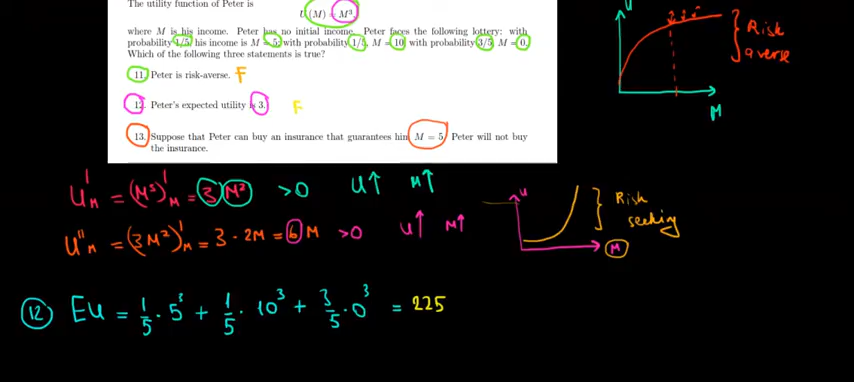 The utility function of Peter is
U(M) = M³,
where M is his income. Peter has no initial income. Peter faces the following lottery: with
probability 1/5, his income is M = 5; with probability 1/5, M = 10; with probability 3/5, M = 0.
Which of the following three statements is true?
11. Peter is risk-averse. F
12. Peter's expected utility is 3. F
13. Suppose that Peter can buy an insurance that guarantees him M = 5. Peter will not buy
the insurance.
U
Risk
averse
M
U'M = (M³)'M = 3 M² > 0 U↑ M↑
U''M = (3M²)'M = 3 · 2M = 6 M > 0 U↑ M↑
U
Risk
seeking
M
12 EU = 1/5 · 5³ + 1/5 · 10³ + 3/5 · 0³ = 225